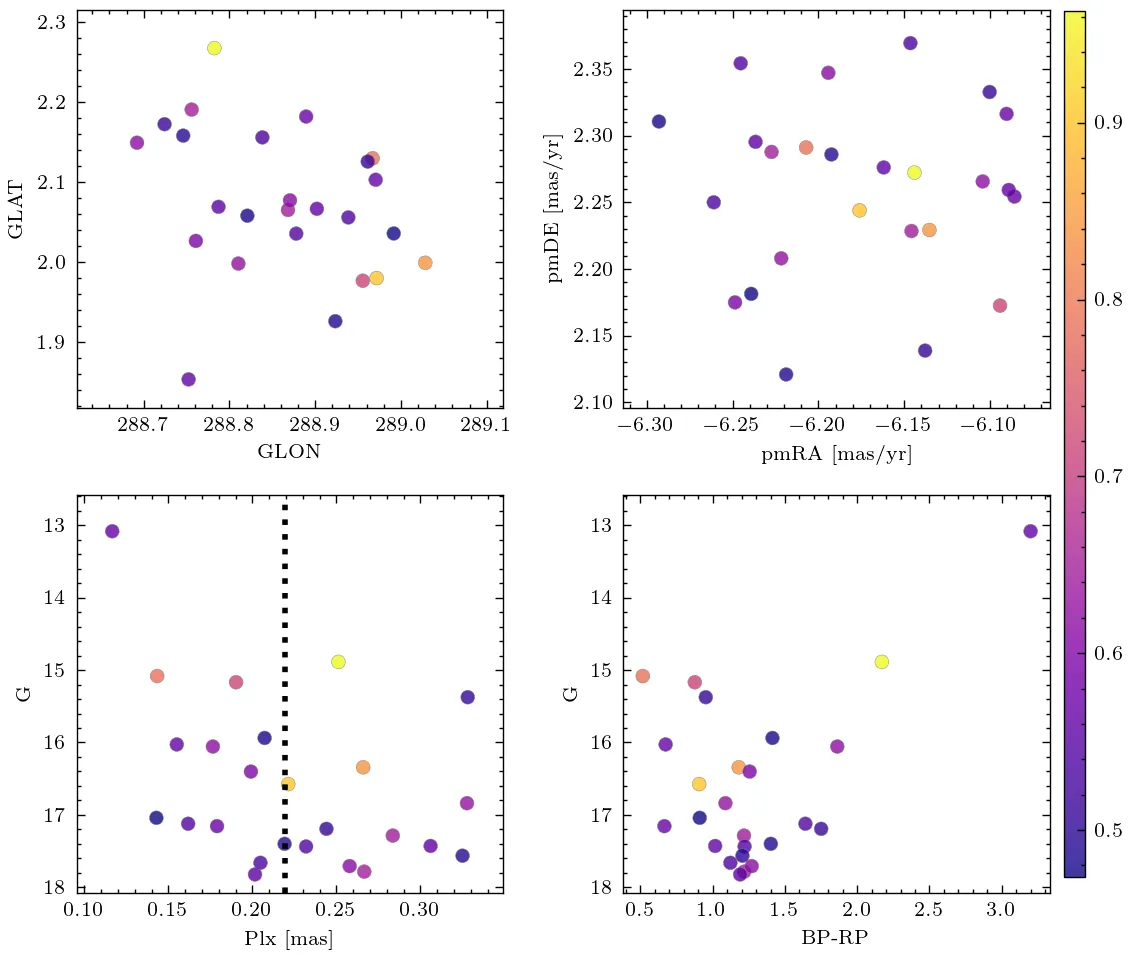 2.3
2.2
2.1
2.0
1.9
GLAT
288.7 288.8 288.9 289.0 289.1
GLON
2.35
2.30
2.25
2.20
2.15
2.10
pmDE [mas/yr]
−6.30 −6.25 −6.20 −6.15 −6.10
pmRA [mas/yr]
0.9
0.8
0.7
0.6
0.5
13
14
15
16
17
18
G
0.10 0.15 0.20 0.25 0.30
Plx [mas]
13
14
15
16
17
18
G
0.5 1.0 1.5 2.0 2.5 3.0
BP-RP